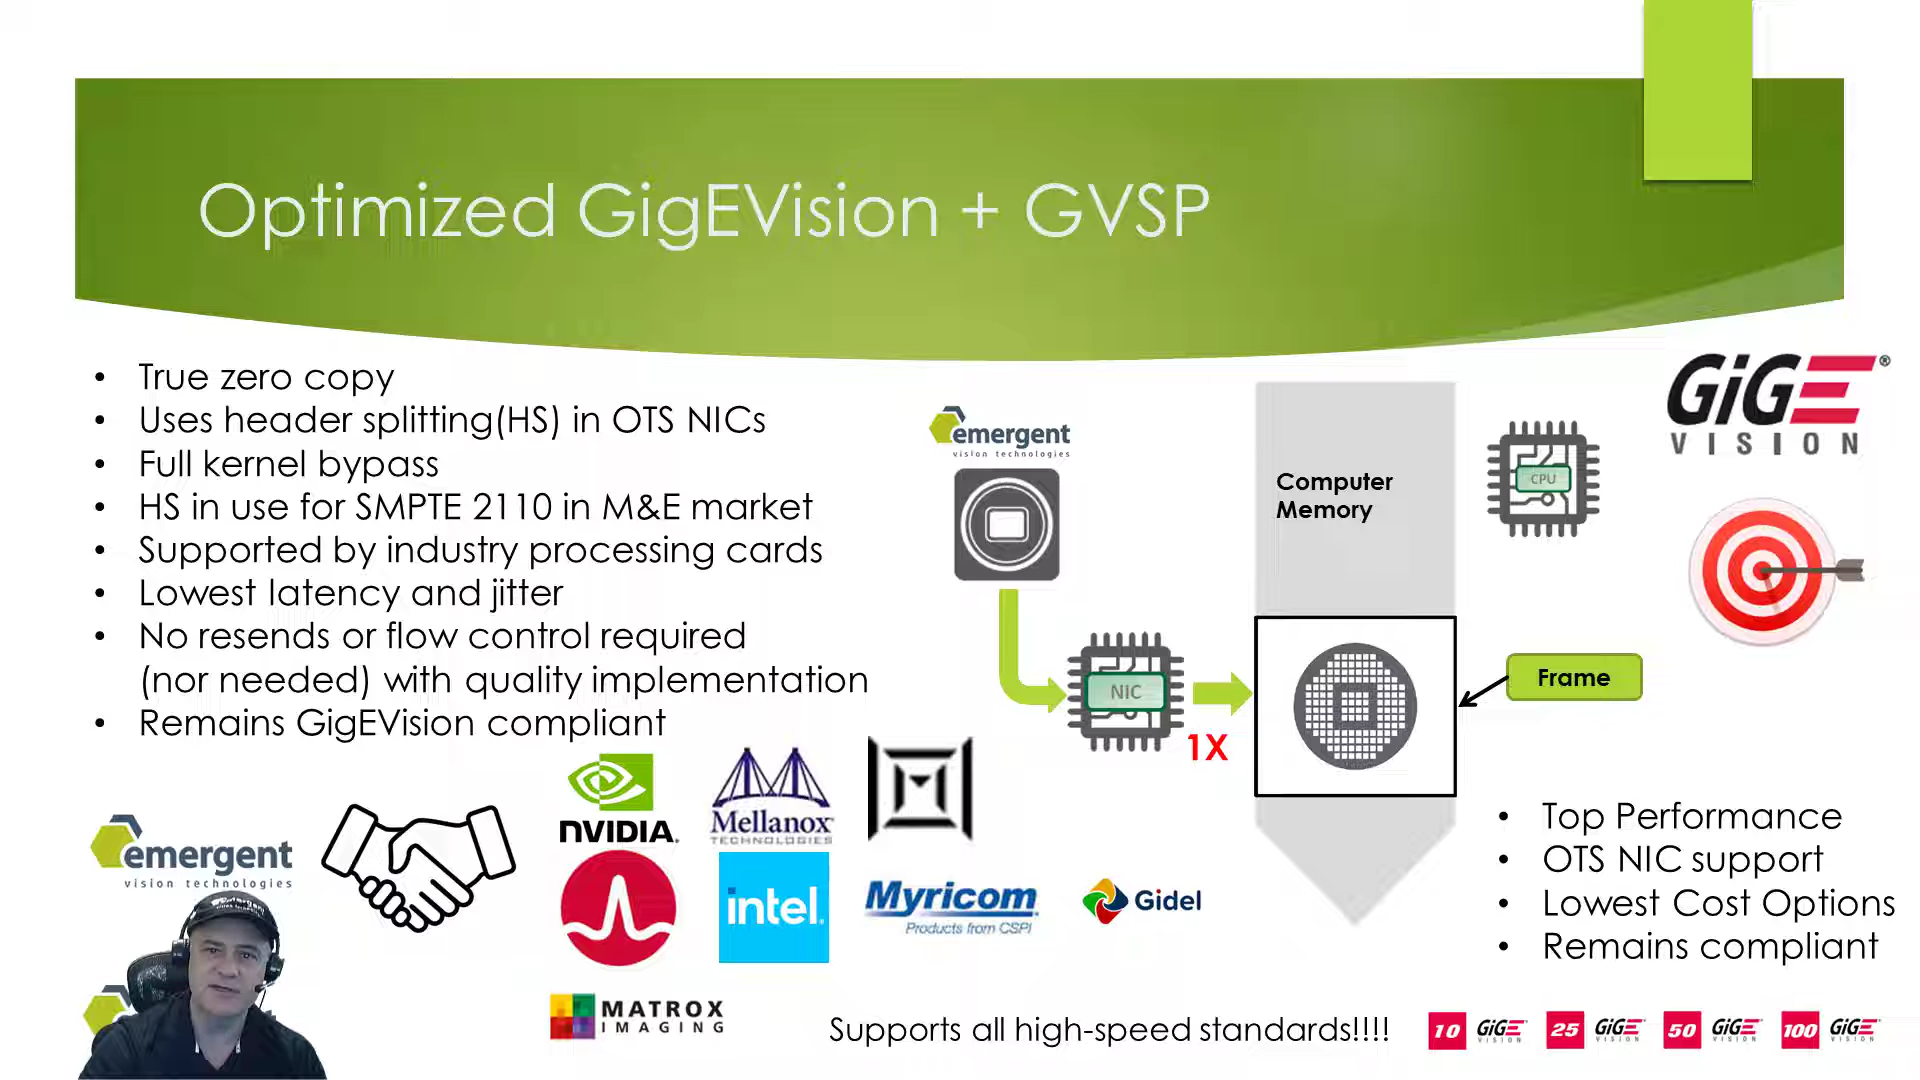 Optimized GigEVision + GVSP
• True zero copy
• Uses header splitting(HS) in OTS NICs
• Full kernel bypass
• HS in use for SMPTE 2110 in M&E market
• Supported by industry processing cards
• Lowest latency and jitter
• No resends or flow control required
(nor needed) with quality implementation
• Remains GigEVision compliant
emergent
vision technologies
Computer
Memory
CPU
GiGE®
VISION
NIC
1X
Frame
emergent
vision technologies
NVIDIA.
Mellanox
TECHNOLOGIES
intel.
Myricom
Products from CSPI
Gidel
MATROX
IMAGING
• Top Performance
• OTS NIC support
• Lowest Cost Options
• Remains compliant
Supports all high-speed standards!!!!
10 GiGE VISION
25 GiGE VISION
50 GiGE VISION
100 GiGE VISION